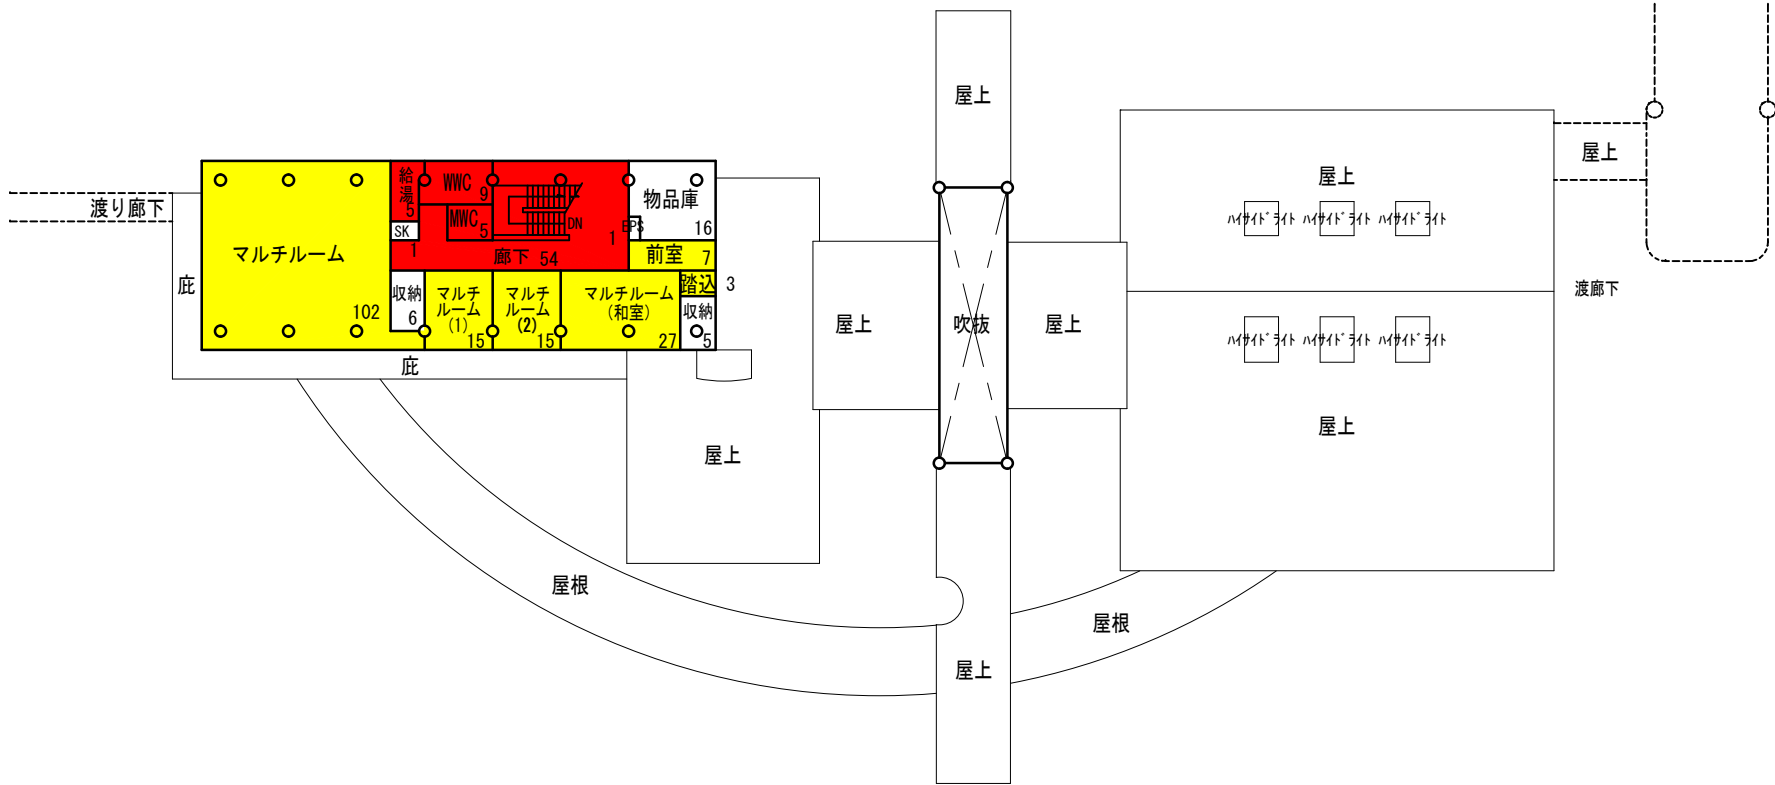 屋上
屋上
屋上
渡り廊下
給湯
5
WWC
9
MWC
5
DN
SK
1
廊下 54
EPS
1
物品庫
16
前室 7
踏込 3
マルチルーム
102
庇
収納
6
マルチ
ルーム
(1)
15
マルチ
ルーム
(2)
15
マルチルーム
(和室)
27
収納
5
庇
ハイサイドライト ハイサイドライト ハイサイドライト
渡廊下
屋上
吹抜
屋上
ハイサイドライト ハイサイドライト ハイサイドライト
屋上
屋上
屋根
屋根
屋上